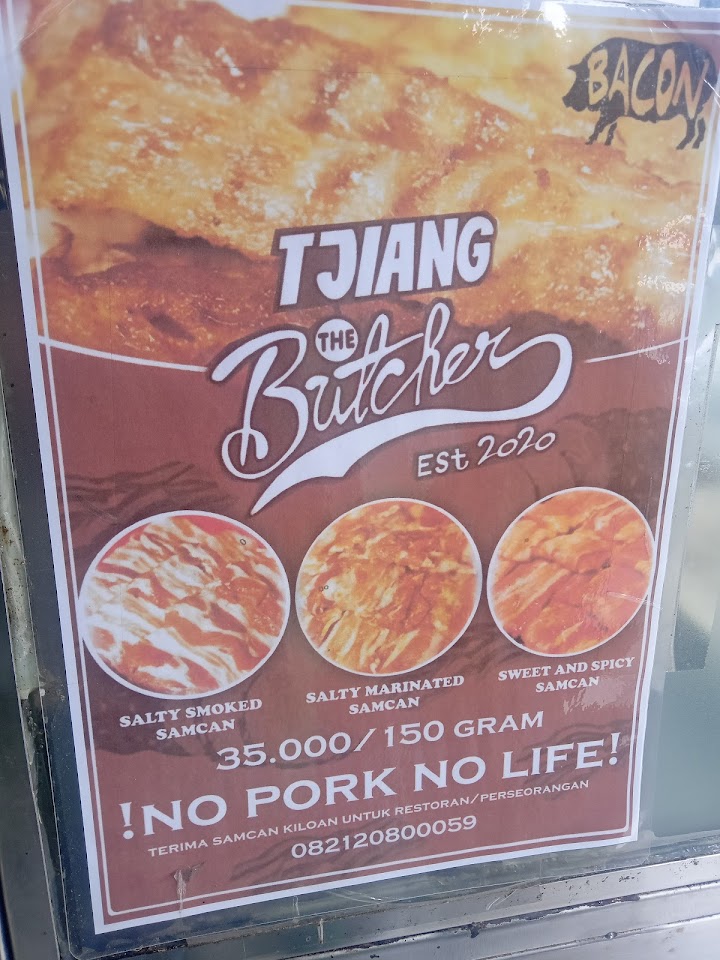 BACON
TJIANG
THE
Butcher
Est 2020
SALTY SMOKED
SAMCAN
SALTY MARINATED
SAMCAN
SWEET AND SPICY
SAMCAN
35.000/150 GRAM
!NO PORK NO LIFE!
TERIMA SAMCAN KILOAN UNTUK RESTORAN/PERSEORANGAN
082120800059